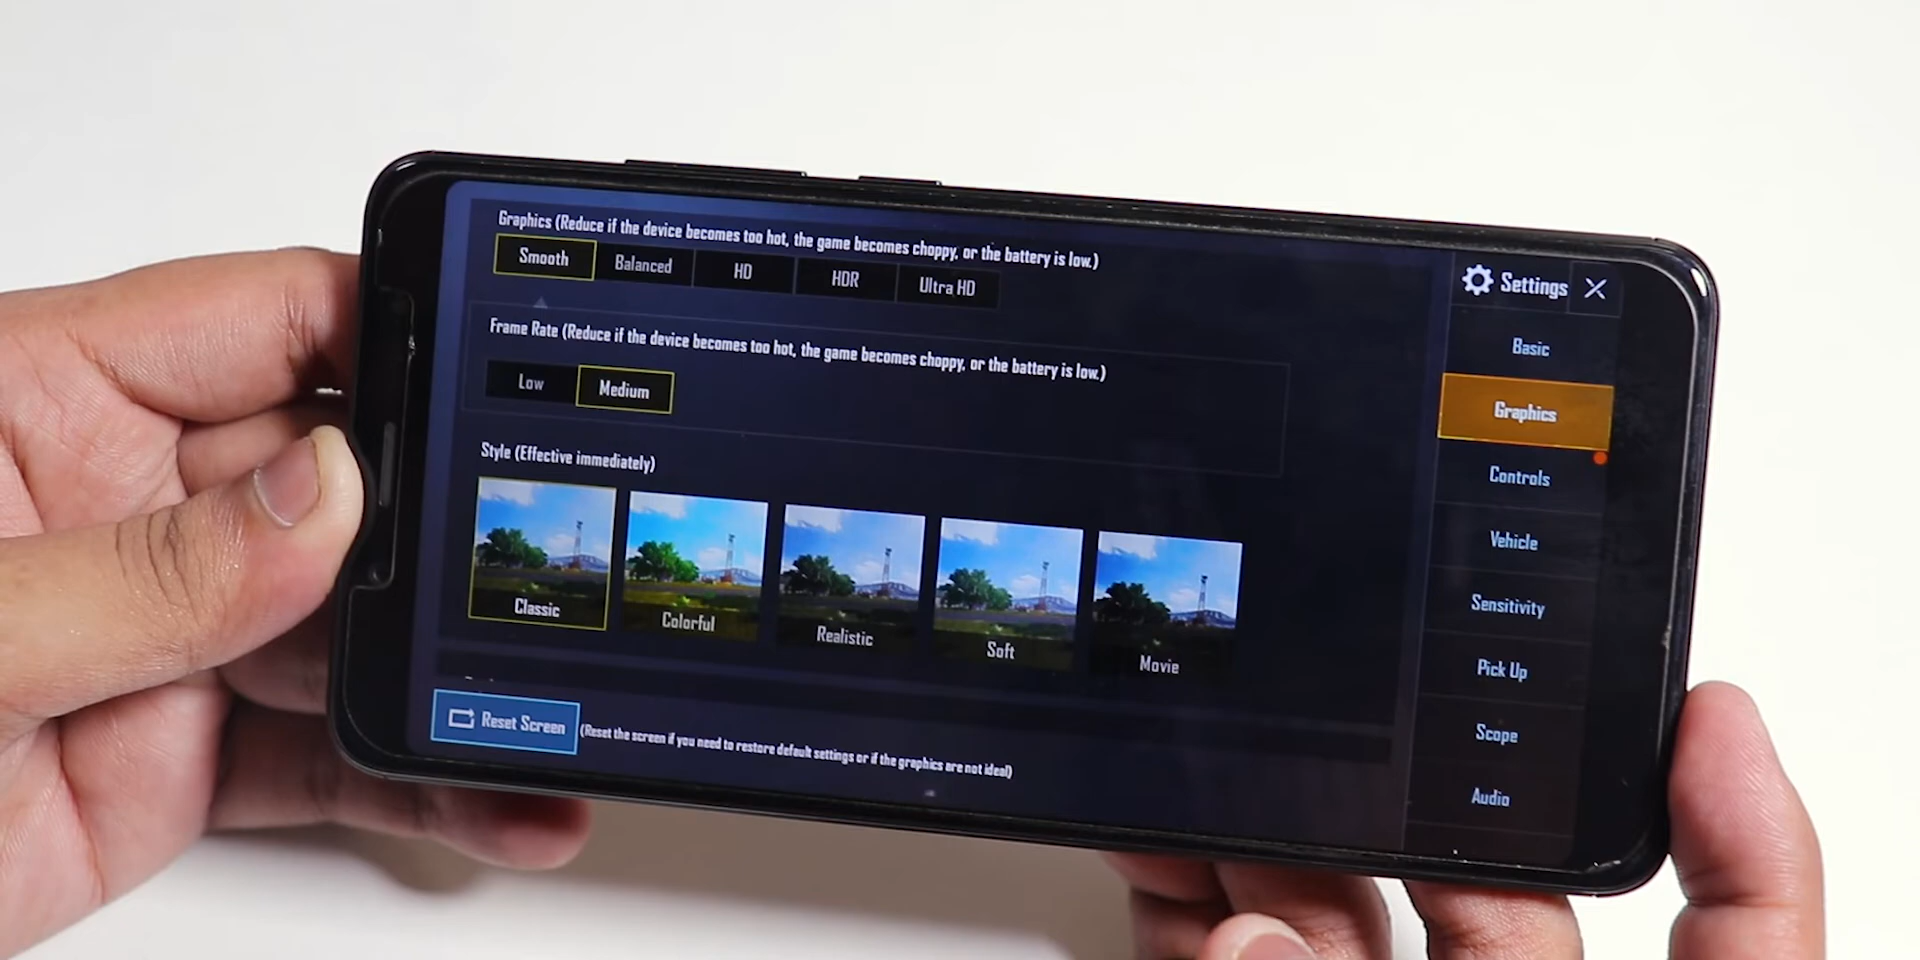 Graphics (Reduce if the device becomes too hot, the game becomes choppy, or the battery is low.)
Smooth Balanced HD HDR Ultra HD
Frame Rate (Reduce if the device becomes too hot, the game becomes choppy, or the battery is low.)
Low Medium
Style (Effective immediately)
Classic Colorful Realistic Soft Movie
Reset Screen (Reset the screen if you need to restore default settings or if the graphics are not ideal)
Settings
Basic
Graphics
Controls
Vehicle
Sensitivity
Pick Up
Scope
Audio